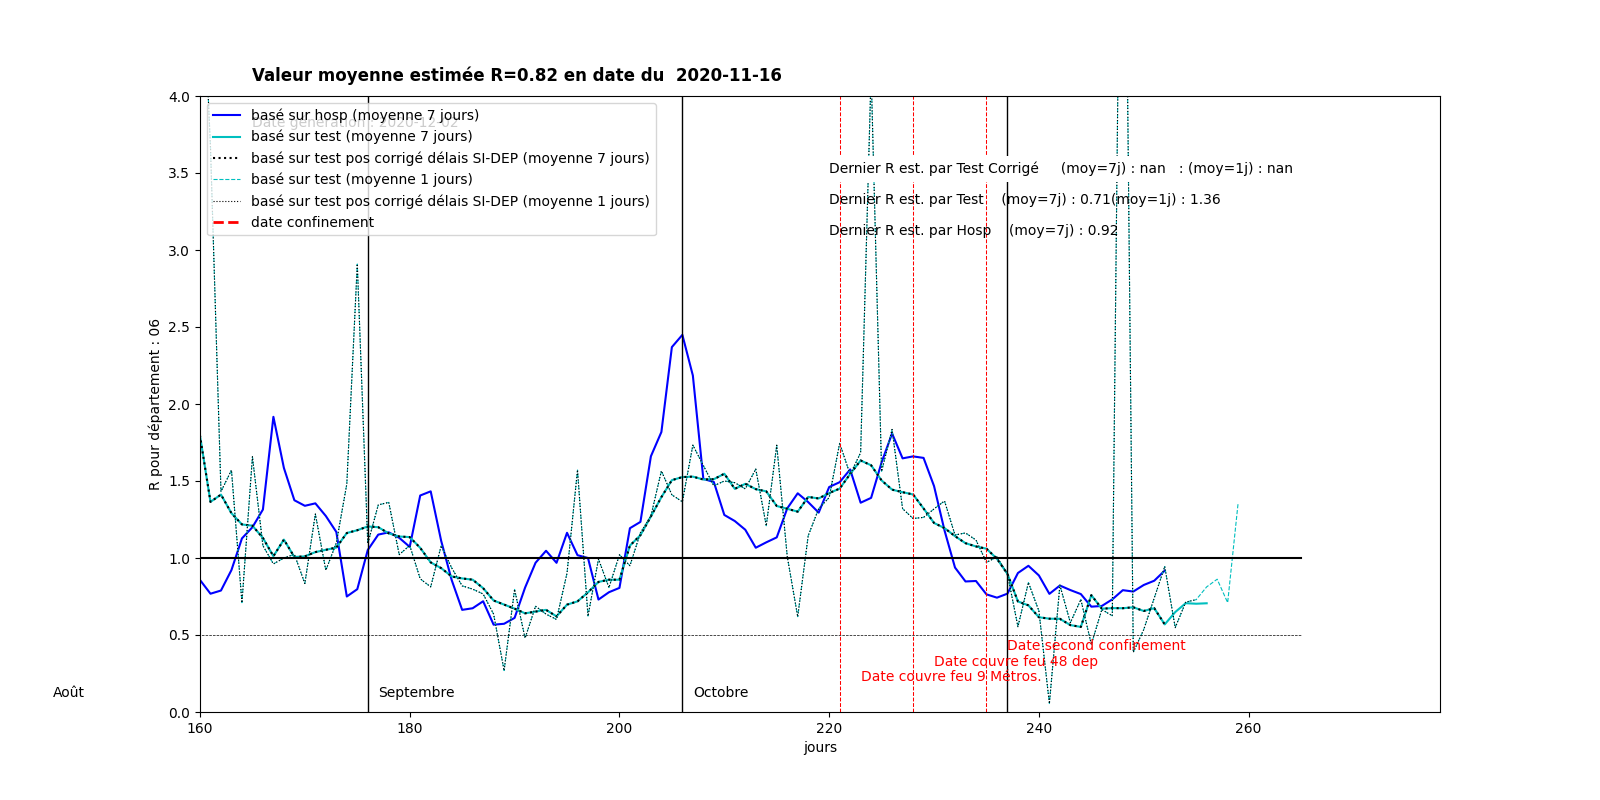 Valeur moyenne estimée R=0.82 en date du  2020-11-16
4.0
3.5
3.0
2.5
2.0
1.5
1.0
0.5
0.0
R pour département : 06
basé sur hosp (moyenne 7 jours)
Date génération : 2020-12-02
basé sur test (moyenne 7 jours)
basé sur test pos corrigé délais SI-DEP (moyenne 7 jours)
basé sur test (moyenne 1 jours)
basé sur test pos corrigé délais SI-DEP (moyenne 1 jours)
date confinement
Dernier R est. par Test Corrigé     (moy=7j) : nan   : (moy=1j) : nan
Dernier R est. par Test    (moy=7j) : 0.71(moy=1j) : 1.36
Dernier R est. par Hosp    (moy=7j) : 0.92
Date second confinement
Date couvre feu 48 dep
Date couvre feu 9 Métros.
Août
Septembre
Octobre
160 180 200 220 240 260
jours